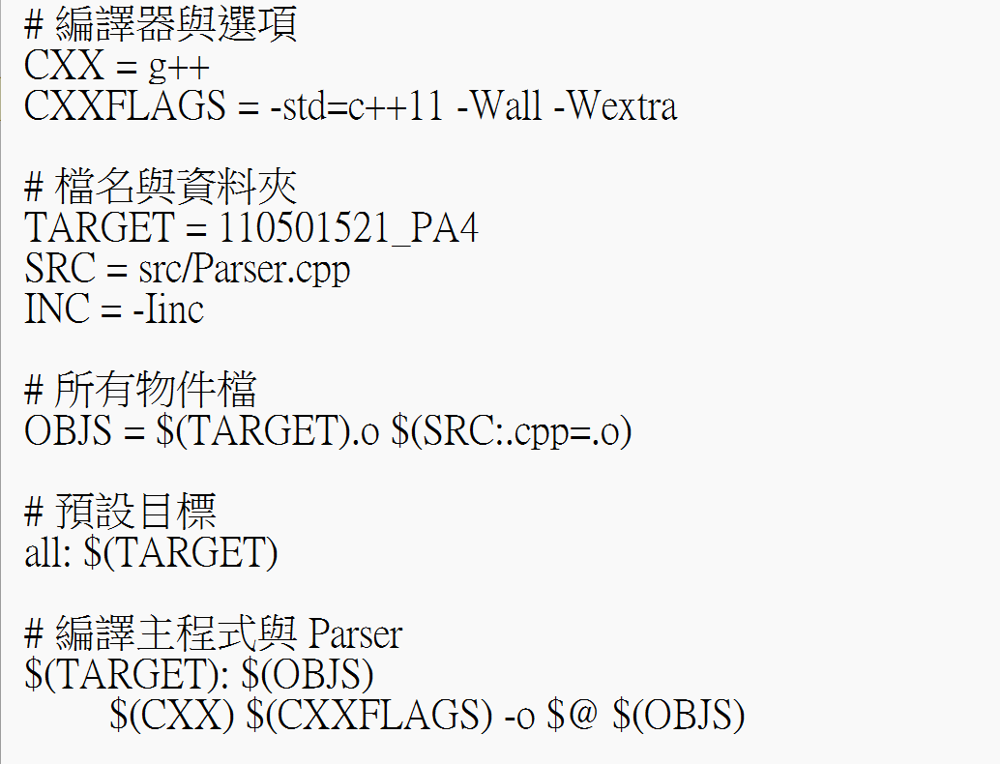 # 編譯器與選項
CXX = g++
CXXFLAGS = -std=c++11 -Wall -Wextra
# 檔名與資料夾
TARGET = 110501521_PA4
SRC = src/Parser.cpp
INC = -Iinc
# 所有物件檔
OBJS = $(TARGET).o $(SRC:.cpp=.o)
# 預設目標
all: $(TARGET)
# 編譯主程式與 Parser
$(TARGET): $(OBJS)
$(CXX) $(CXXFLAGS) -o $@ $(OBJS)